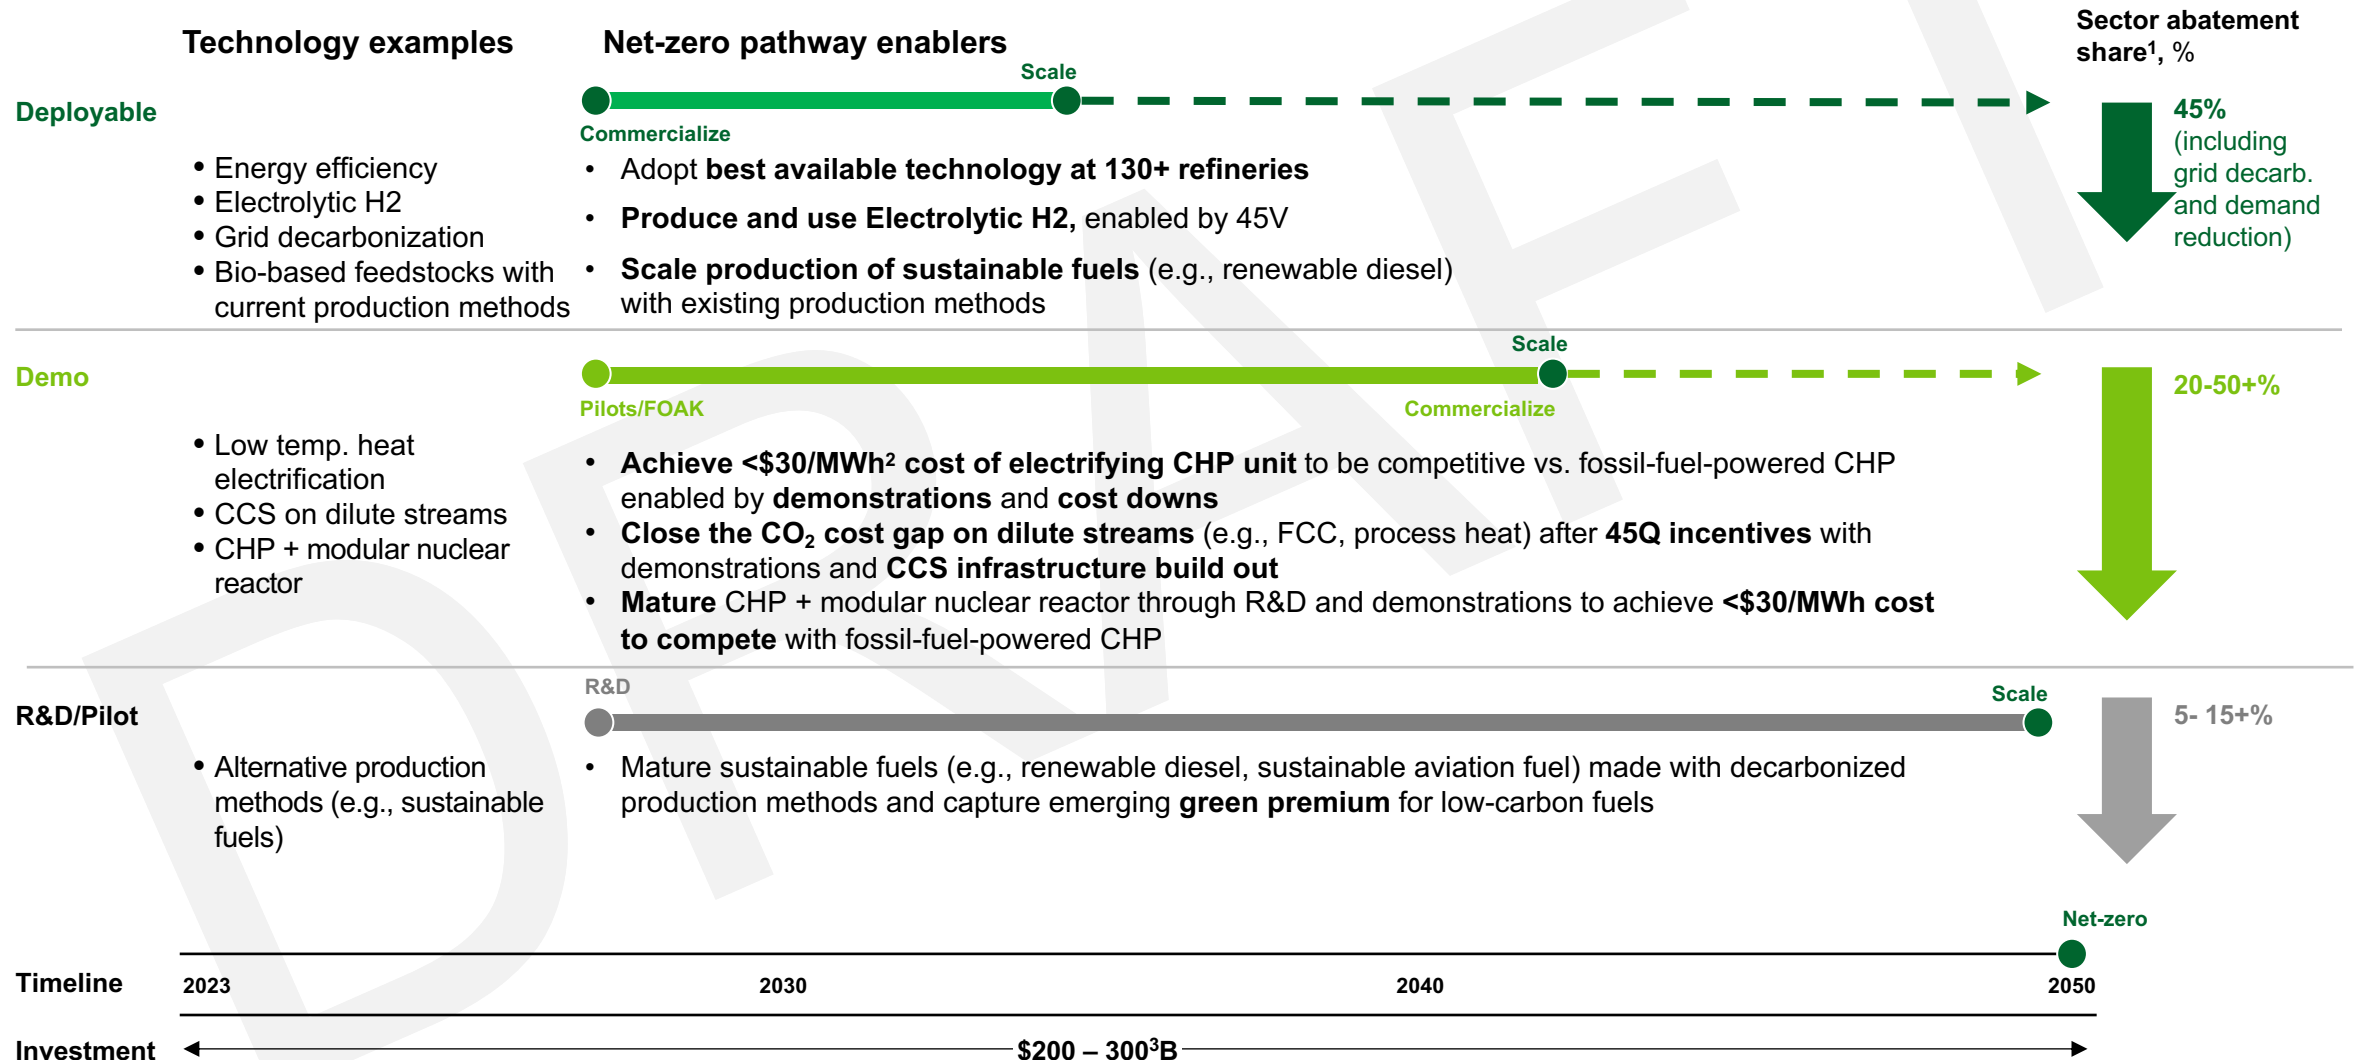 Technology examples
Net-zero pathway enablers
Sector abatement
share¹, %
Deployable
Scale
Commercialize
• Energy efficiency
• Electrolytic H2
• Grid decarbonization
• Bio-based feedstocks with
current production methods
• Adopt best available technology at 130+ refineries
• Produce and use Electrolytic H2, enabled by 45V
• Scale production of sustainable fuels (e.g., renewable diesel)
with existing production methods
45%
(including
grid decarb.
and demand
reduction)
Demo
Scale
Pilots/FOAK
Commercialize
• Low temp. heat
electrification
• CCS on dilute streams
• CHP + modular nuclear
reactor
• Achieve <$30/MWh² cost of electrifying CHP unit to be competitive vs. fossil-fuel-powered CHP
enabled by demonstrations and cost downs
• Close the CO₂ cost gap on dilute streams (e.g., FCC, process heat) after 45Q incentives with
demonstrations and CCS infrastructure build out
• Mature CHP + modular nuclear reactor through R&D and demonstrations to achieve <$30/MWh cost
to compete with fossil-fuel-powered CHP
20-50+%
R&D/Pilot
R&D
Scale
• Alternative production
methods (e.g., sustainable
fuels)
• Mature sustainable fuels (e.g., renewable diesel, sustainable aviation fuel) made with decarbonized
production methods and capture emerging green premium for low-carbon fuels
5- 15+%
Net-zero
Timeline
2023
2030
2040
2050
Investment
$200 – 300³B
DRAFT